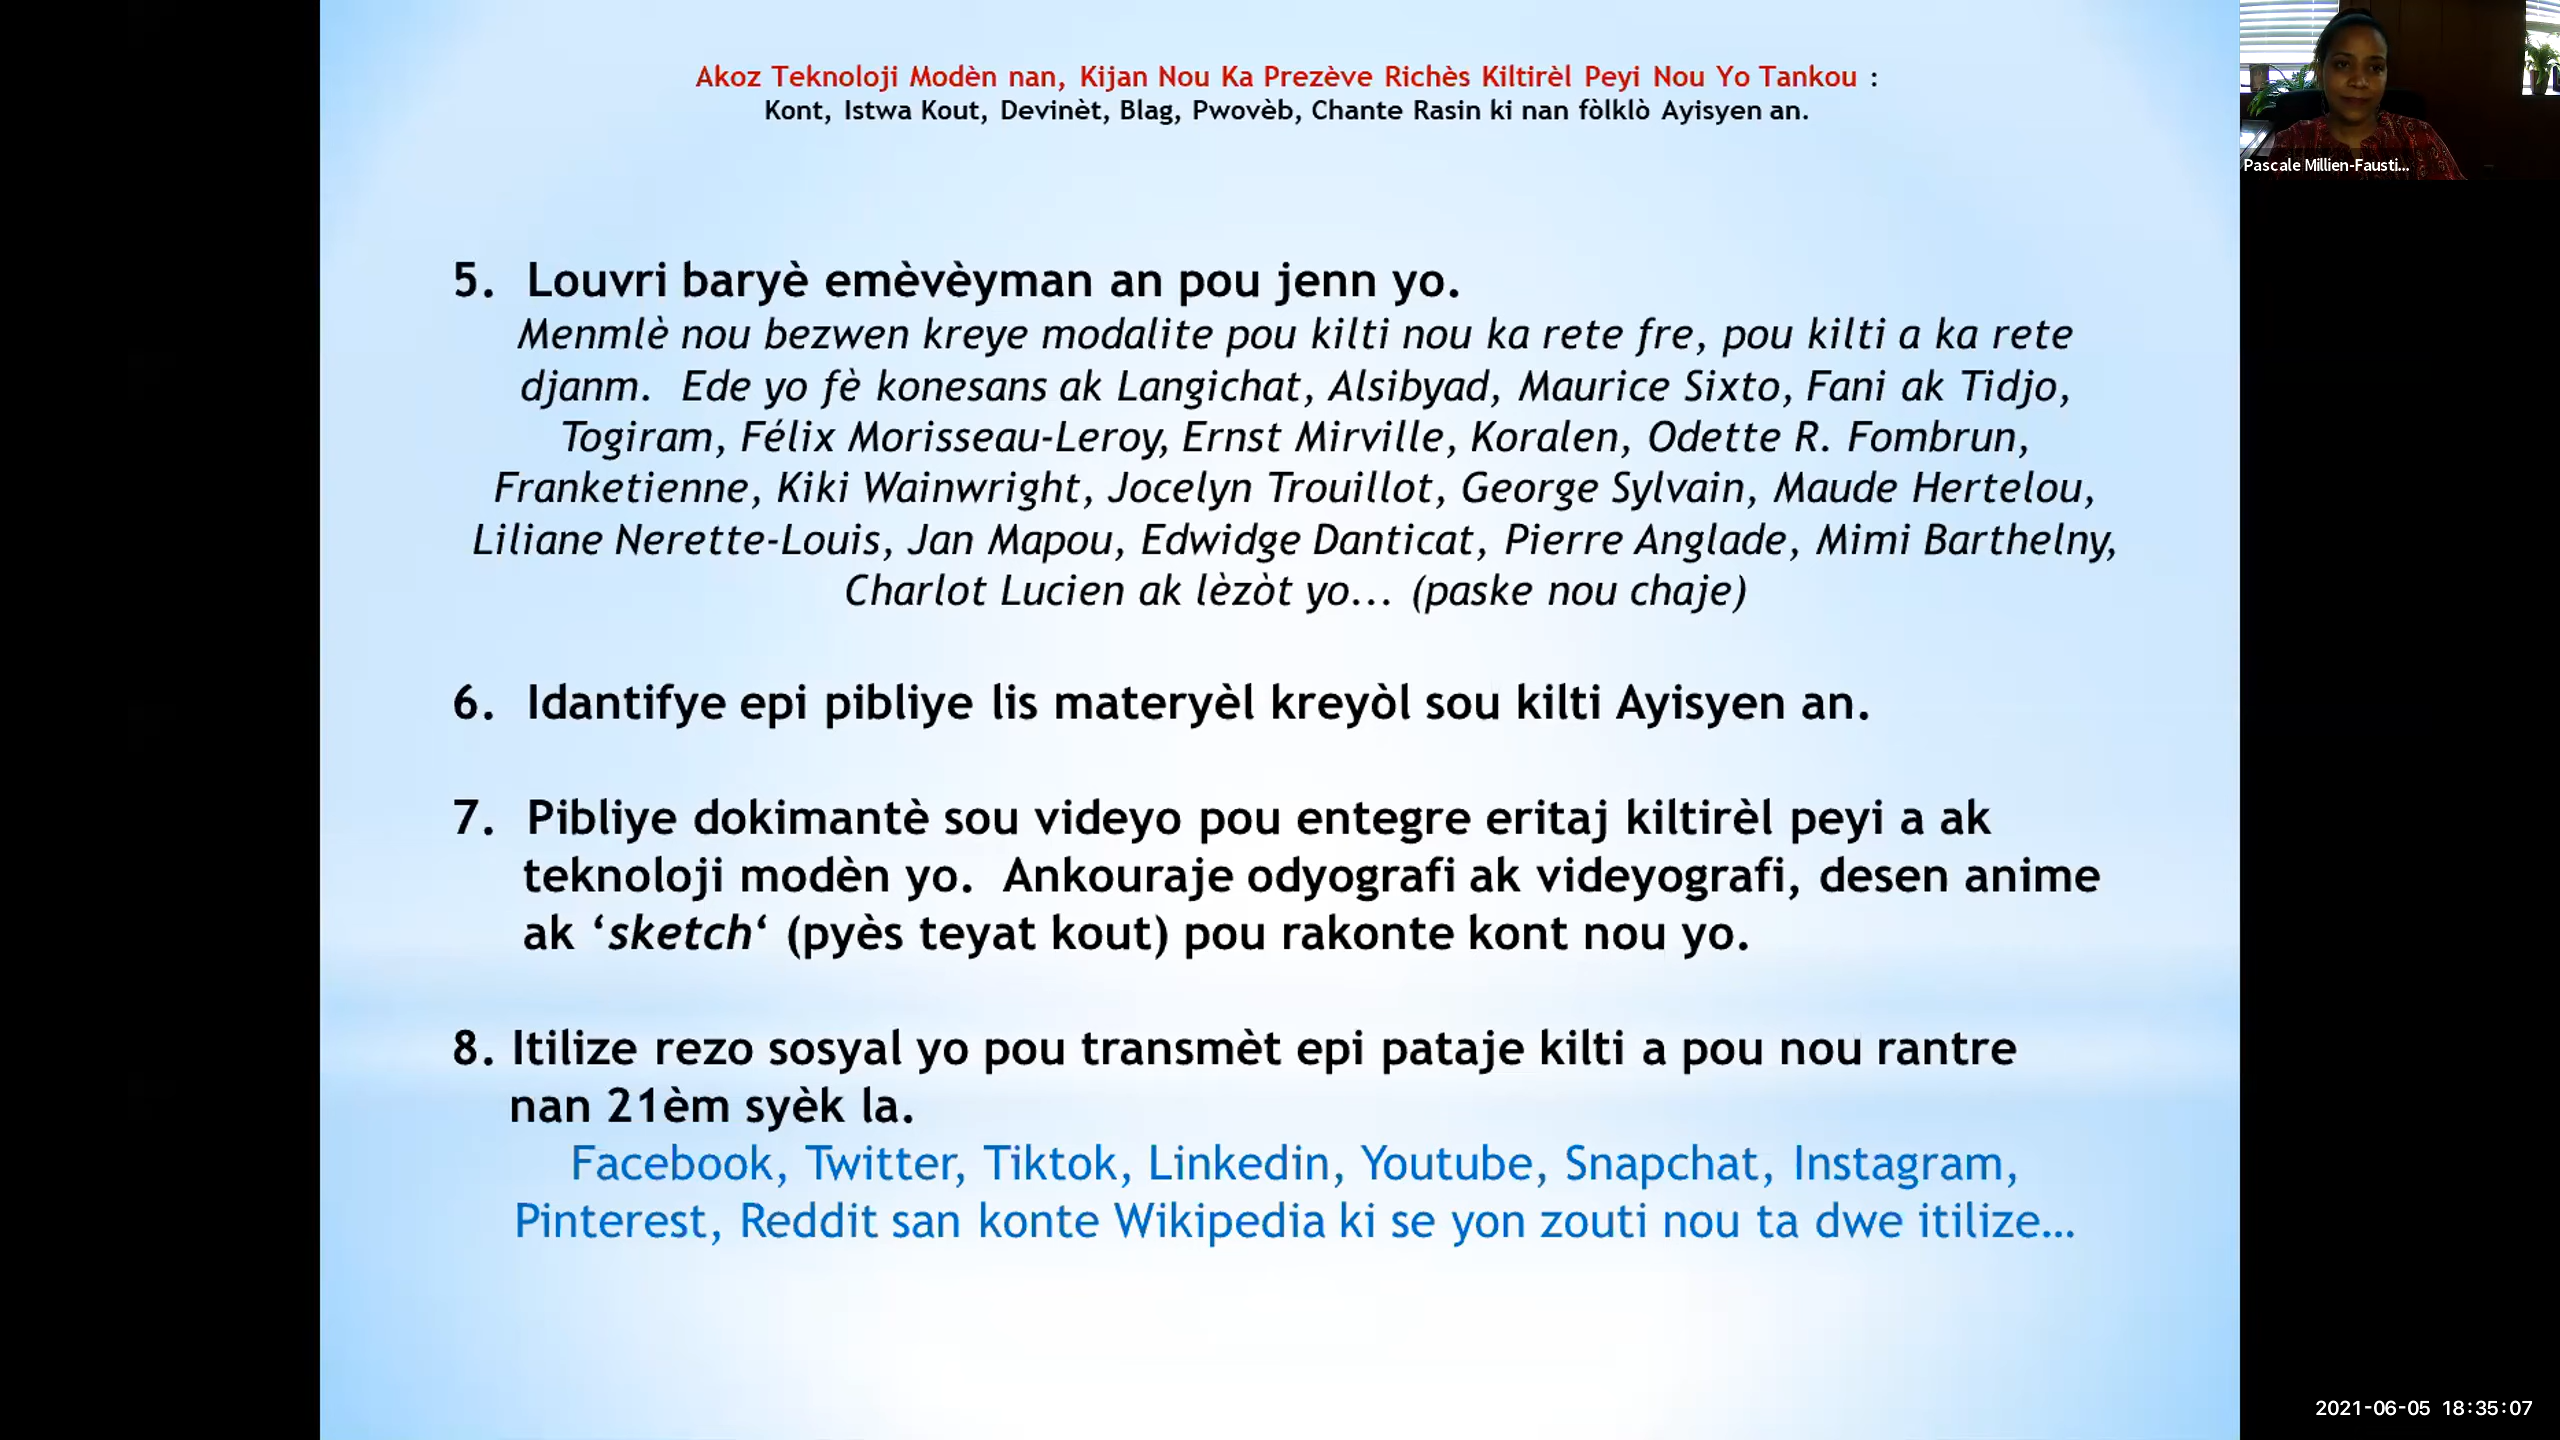 Akoz Teknoloji Modèn nan, Kijan Nou Ka Prezève Richès Kiltirèl Peyi Nou Yo Tankou :
Kont, Istwa Kout, Devinèt, Blag, Pwovèb, Chante Rasin ki nan fòlklò Ayisyen an.
Pascale Millien-Fausti...
5. Louvri baryè emèvèyman an pou jenn yo.
Menmlè nou bezwen kreye modalite pou kilti nou ka rete fre, pou kilti a ka rete
djanm. Ede yo fè konesans ak Langichat, Alsibyad, Maurice Sixto, Fani ak Tidjo,
Togiram, Félix Morisseau-Leroy, Ernst Mirville, Koralen, Odette R. Fombrun,
Franketienne, Kiki Wainwright, Jocelyn Trouillot, George Sylvain, Maude Hertelou,
Liliane Nerette-Louis, Jan Mapou, Edwidge Danticat, Pierre Anglade, Mimi Barthelny,
Charlot Lucien ak lèzòt yo... (paske nou chaje)
6. Idantifye epi pibliye lis materyèl kreyòl sou kilti Ayisyen an.
7. Pibliye dokimantè sou videyo pou entegre eritaj kiltirèl peyi a ak
teknoloji modèn yo. Ankouraje odyografi ak videyografi, desen anime
ak ‘sketch‘ (pyès teyat kout) pou rakonte kont nou yo.
8. Itilize rezo sosyal yo pou transmèt epi pataje kilti a pou nou rantre
nan 21èm syèk la.
Facebook, Twitter, Tiktok, Linkedin, Youtube, Snapchat, Instagram,
Pinterest, Reddit san konte Wikipedia ki se yon zouti nou ta dwe itilize...
2021-06-05 18:35:07